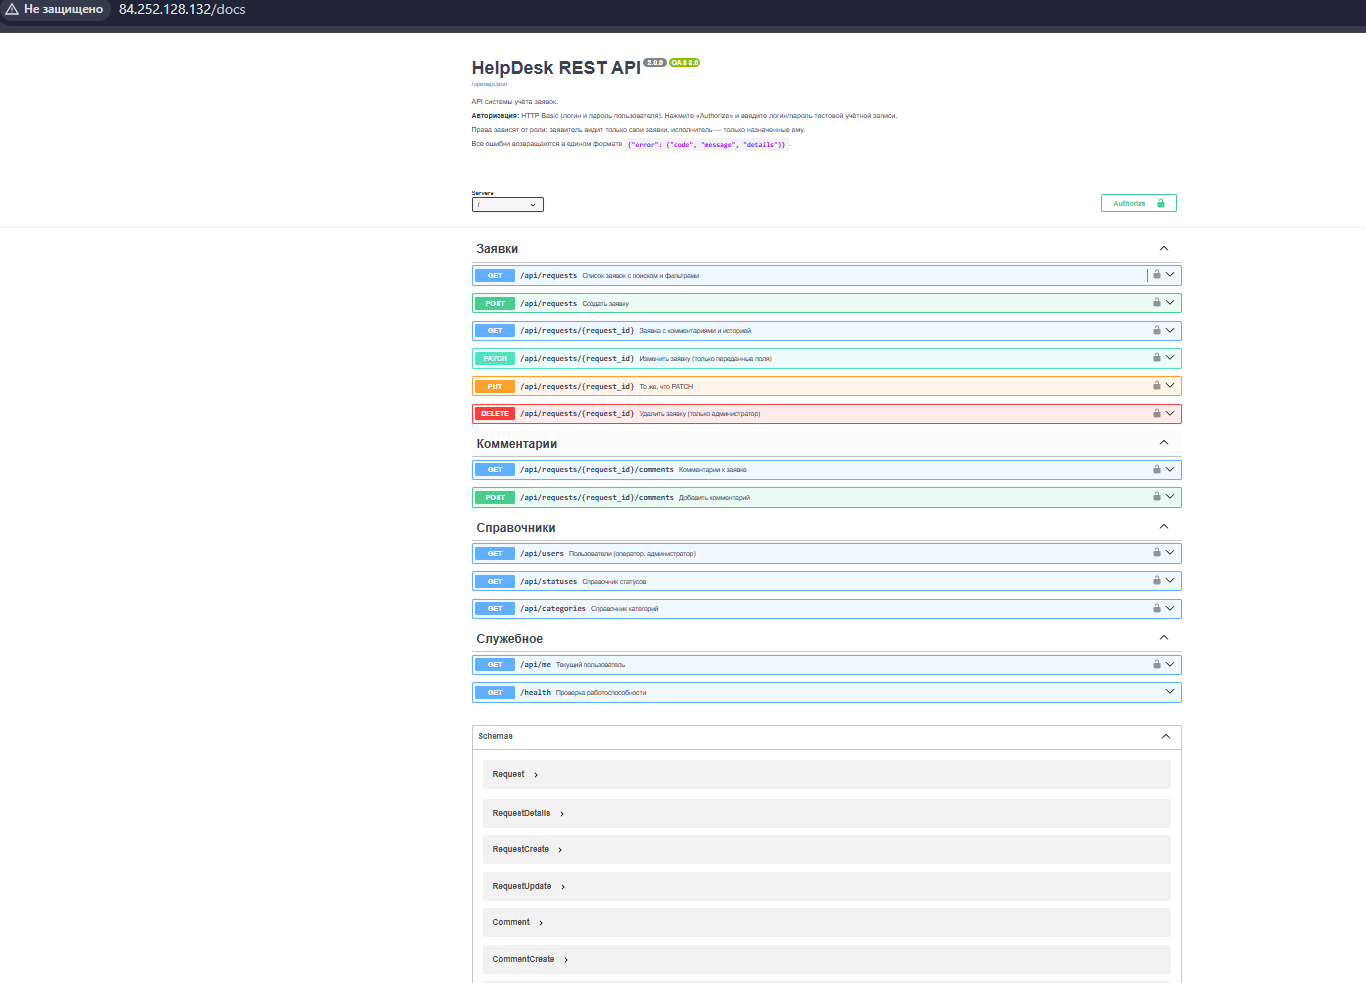 Не защищено 84.252.128.132/docs
HelpDesk REST API 2.0.0 OAS 3.0
/openapi.json
API системы учёта заявок.
Авторизация: HTTP Basic (логин и пароль пользователя). Нажмите «Authorize» и введите логин/пароль тестовой учётной записи.
Права зависят от роли: заявитель видит только свои заявки, исполнитель — только назначенные ему.
Все ошибки возвращаются в едином формате {"error": {"code", "message", "details"}} .
Servers
/
Authorize
Заявки
GET /api/requests Список заявок с поиском и фильтрами
POST /api/requests Создать заявку
GET /api/requests/{request_id} Заявка с комментариями и историей
PATCH /api/requests/{request_id} Изменить заявку (только переданные поля)
PUT /api/requests/{request_id} То же, что PATCH
DELETE /api/requests/{request_id} Удалить заявку (только администратор)
Комментарии
GET /api/requests/{request_id}/comments Комментарии к заявке
POST /api/requests/{request_id}/comments Добавить комментарий
Справочники
GET /api/users Пользователи (оператор, администратор)
GET /api/statuses Справочник статусов
GET /api/categories Справочник категорий
Служебное
GET /api/me Текущий пользователь
GET /health Проверка работоспособности
Schemas
Request
RequestDetails
RequestCreate
RequestUpdate
Comment
CommentCreate